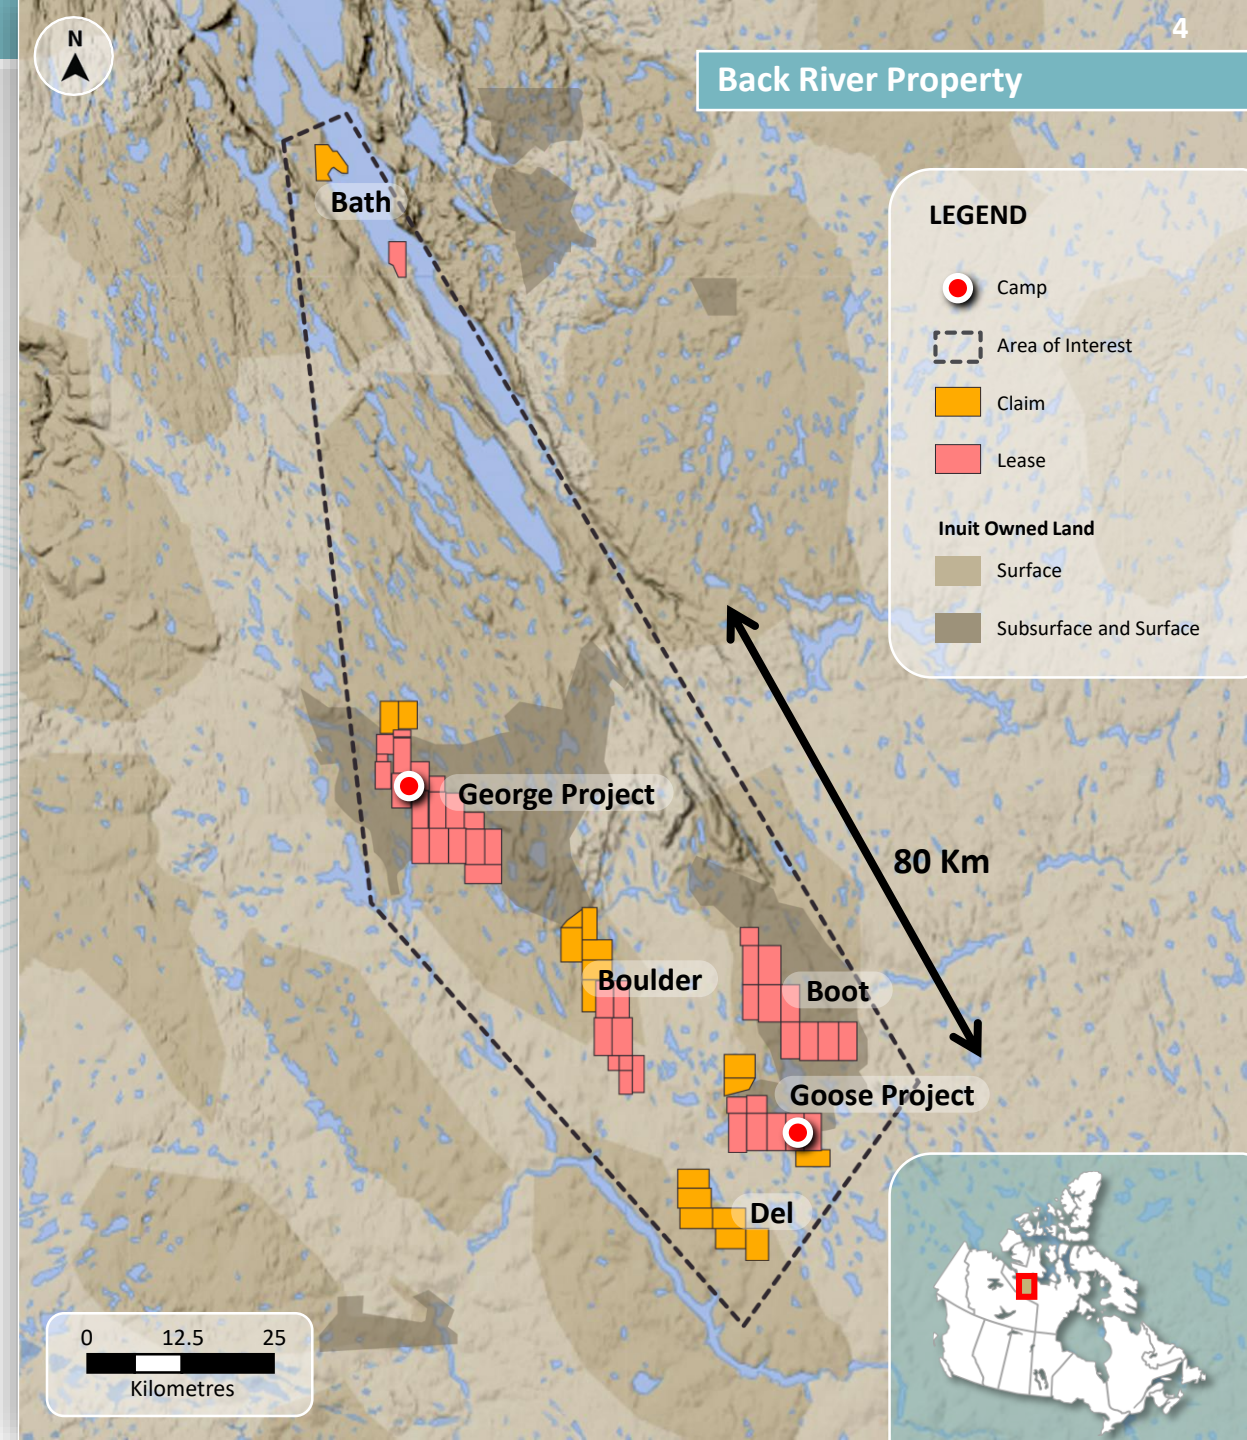 N
4
Back River Property
Bath
LEGEND
Camp
Area of Interest
Claim
Lease
Inuit Owned Land
Surface
Subsurface and Surface
George Project
80 Km
Boulder
Boot
Goose Project
Del
0 12.5 25
Kilometres